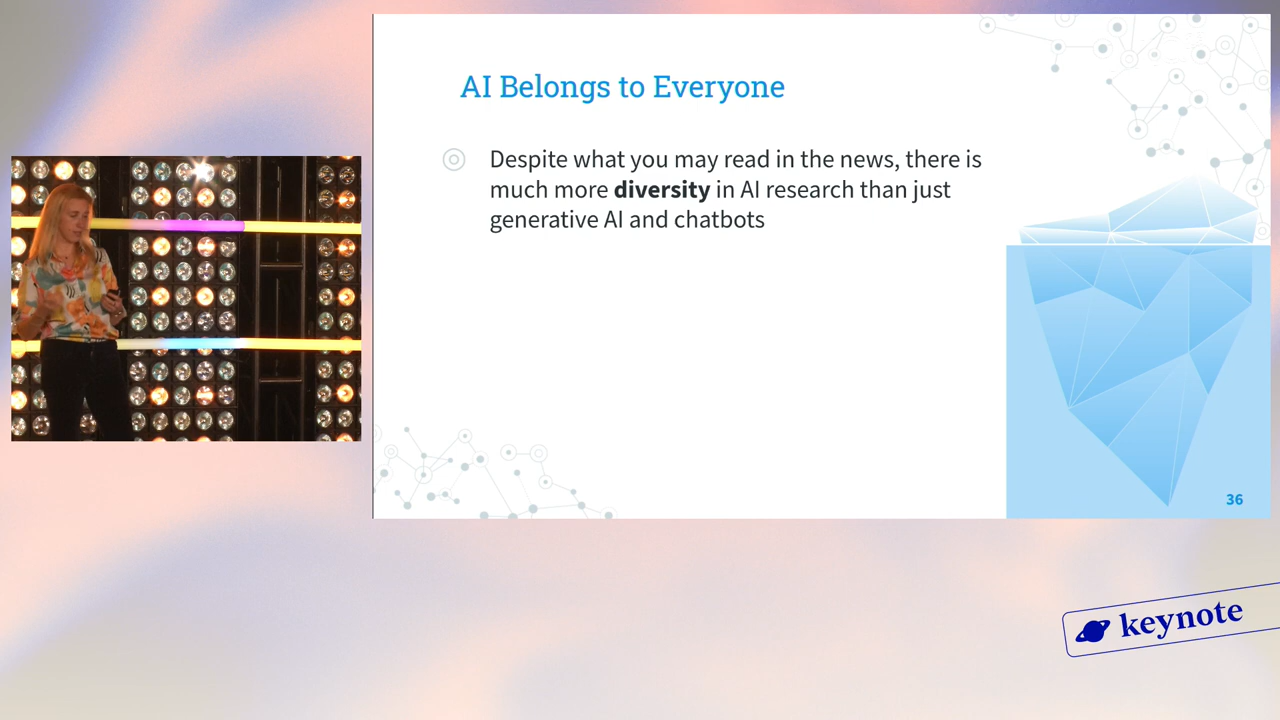 AI Belongs to Everyone
Despite what you may read in the news, there is
much more diversity in AI research than just
generative AI and chatbots
36
keynote